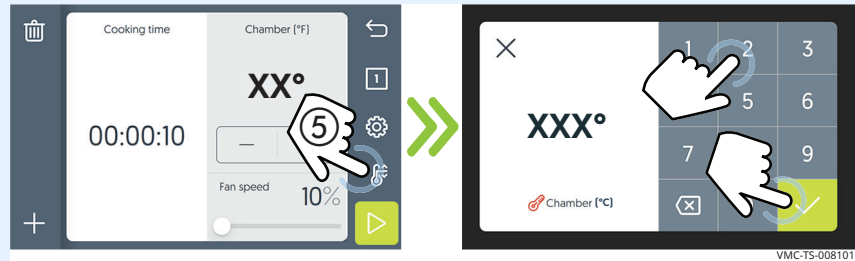 Cooking time
Chamber (°F)
1
XX°
00:00:10
−
5
Fan speed
10%
1 2 3
5 6
XXX°
7 9
Chamber (°C)
VMC-TS-008101